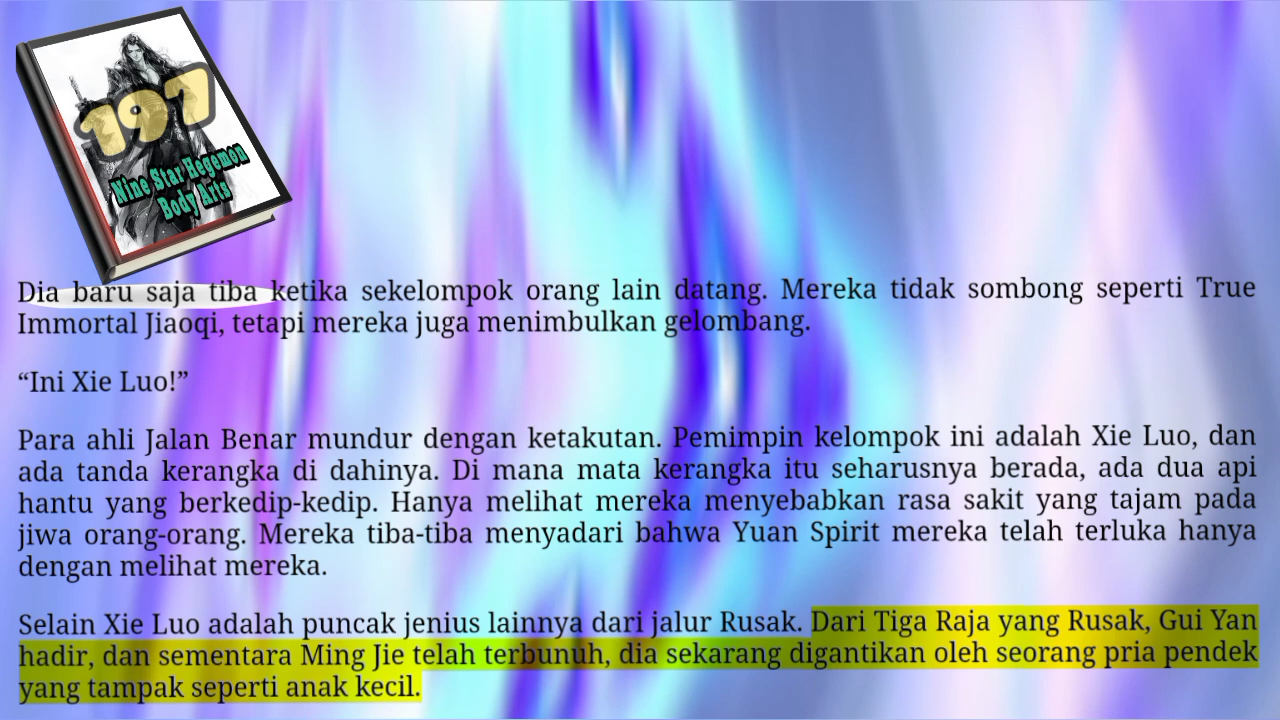 197
Nine Star Hegemon
Body Arts
Dia baru saja tiba ketika sekelompok orang lain datang. Mereka tidak sombong seperti True
Immortal Jiaoqi, tetapi mereka juga menimbulkan gelombang.
“Ini Xie Luo!”
Para ahli Jalan Benar mundur dengan ketakutan. Pemimpin kelompok ini adalah Xie Luo, dan
ada tanda kerangka di dahinya. Di mana mata kerangka itu seharusnya berada, ada dua api
hantu yang berkedip-kedip. Hanya melihat mereka menyebabkan rasa sakit yang tajam pada
jiwa orang-orang. Mereka tiba-tiba menyadari bahwa Yuan Spirit mereka telah terluka hanya
dengan melihat mereka.
Selain Xie Luo adalah puncak jenius lainnya dari jalur Rusak. Dari Tiga Raja yang Rusak, Gui Yan
hadir, dan sementara Ming Jie telah terbunuh, dia sekarang digantikan oleh seorang pria pendek
yang tampak seperti anak kecil.